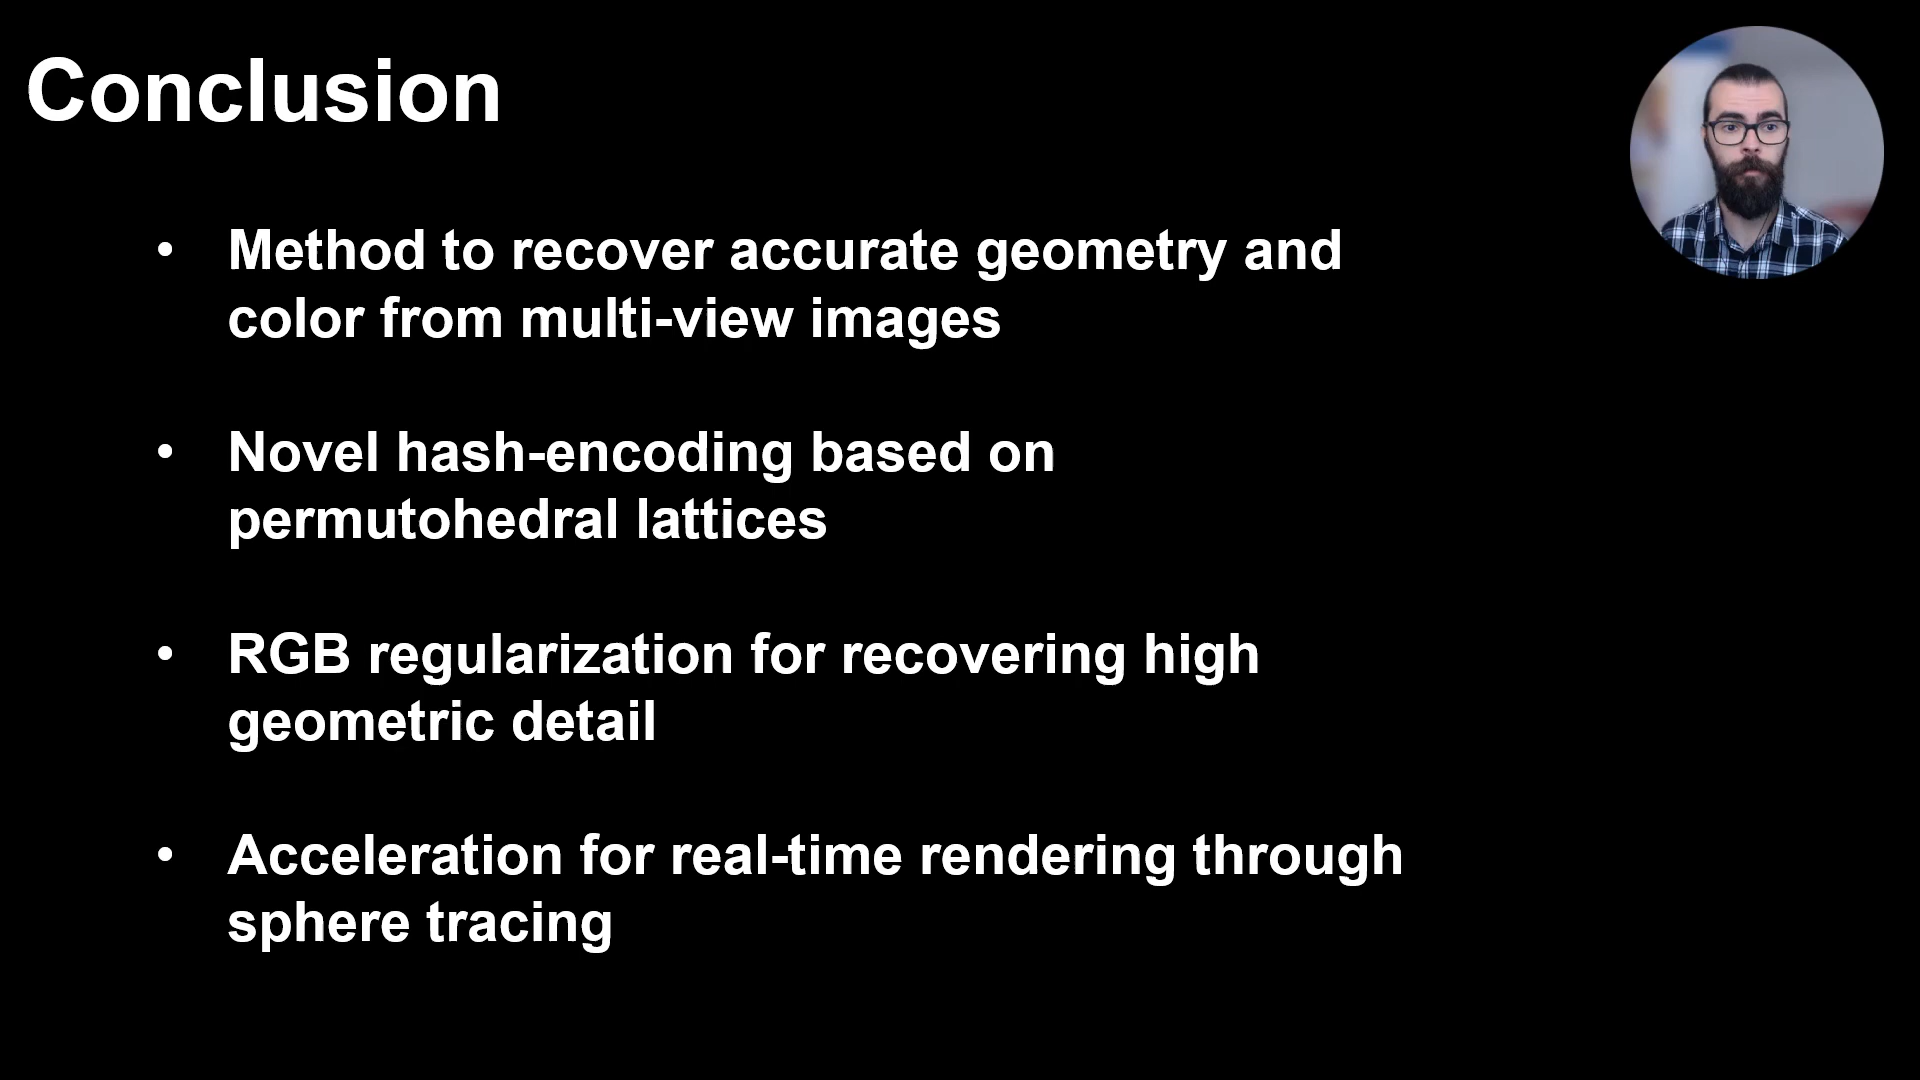 Conclusion
• Method to recover accurate geometry and
color from multi-view images
• Novel hash-encoding based on
permutohedral lattices
• RGB regularization for recovering high
geometric detail
• Acceleration for real-time rendering through
sphere tracing